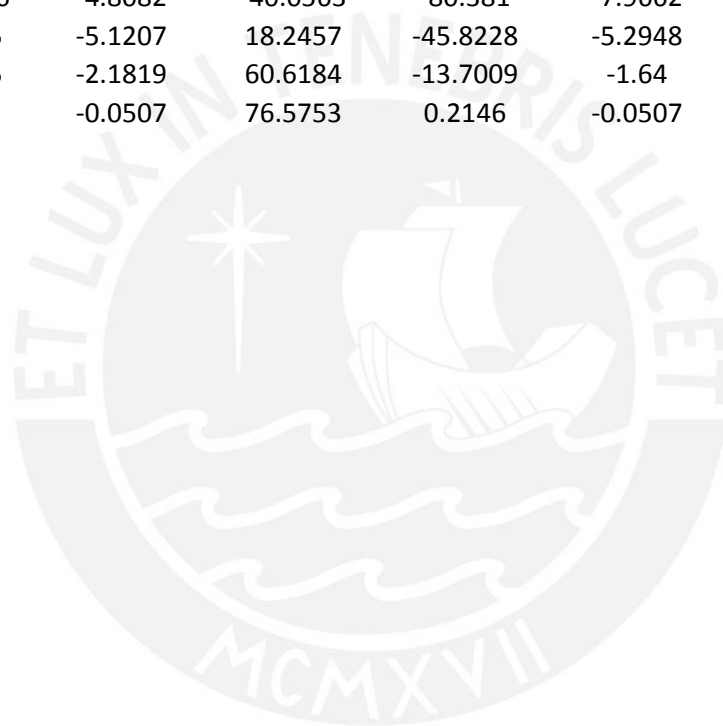 -5.1207 18.2457 -45.8228 -5.2948
-2.1819 60.6184 -13.7009 -1.64
-0.0507 76.5753 0.2146 -0.0507
ET LUX IN TENEBRIS LUCET
MCMXVII